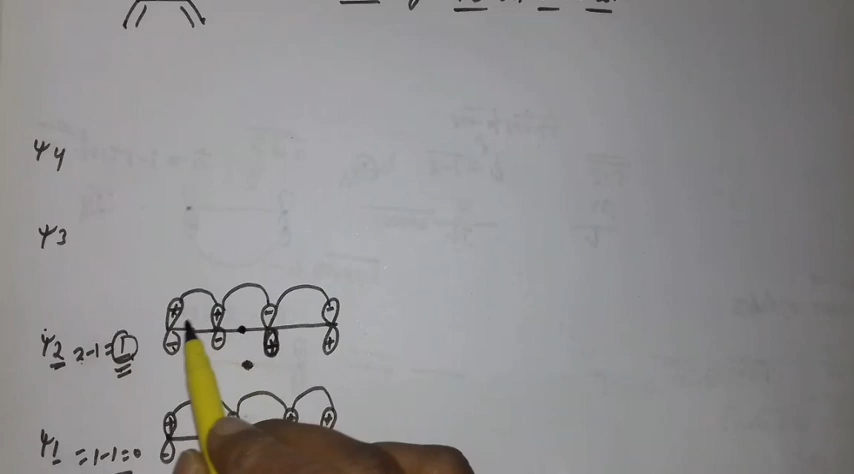 ψ4
ψ3
+ + - -
ψ2 2-1=1
- - + +
+ + +
ψ1 =1-1=0
-